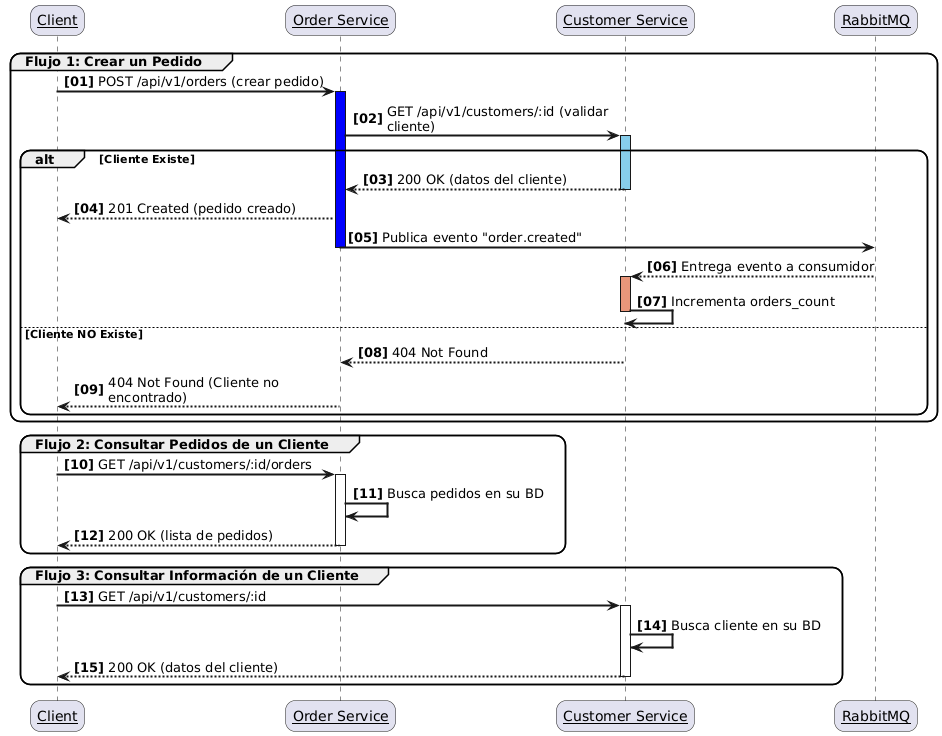 Client
Order Service
Customer Service
RabbitMQ
Flujo 1: Crear un Pedido
[01] POST /api/v1/orders (crear pedido)
[02] GET /api/v1/customers/:id (validar
cliente)
alt [Cliente Existe]
[03] 200 OK (datos del cliente)
[04] 201 Created (pedido creado)
[05] Publica evento "order.created"
[06] Entrega evento a consumidor
[07] Incrementa orders_count
[Cliente NO Existe]
[08] 404 Not Found
[09] 404 Not Found (Cliente no
encontrado)
Flujo 2: Consultar Pedidos de un Cliente
[10] GET /api/v1/customers/:id/orders
[11] Busca pedidos en su BD
[12] 200 OK (lista de pedidos)
Flujo 3: Consultar Información de un Cliente
[13] GET /api/v1/customers/:id
[14] Busca cliente en su BD
[15] 200 OK (datos del cliente)
Client
Order Service
Customer Service
RabbitMQ